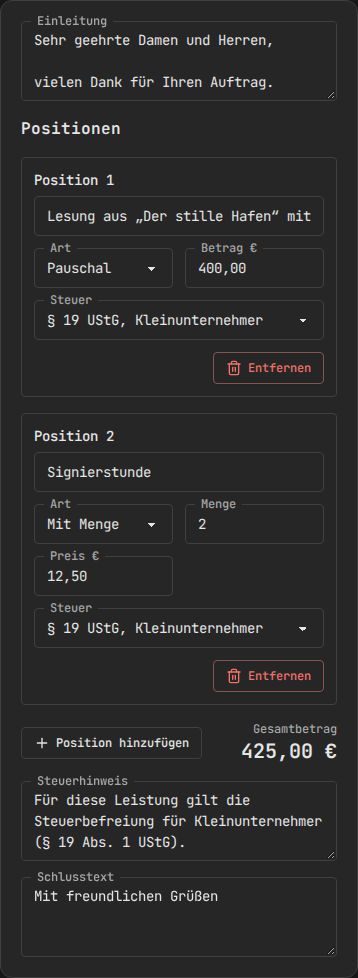 Einleitung
Sehr geehrte Damen und Herren,
vielen Dank für Ihren Auftrag.
Positionen
Position 1
Lesung aus „Der stille Hafen“ mit
Art
Betrag €
Pauschal
400,00
Steuer
§ 19 UStG, Kleinunternehmer
Entfernen
Position 2
Signierstunde
Art
Menge
Mit Menge
2
Preis €
12,50
Steuer
§ 19 UStG, Kleinunternehmer
Entfernen
Position hinzufügen
Gesamtbetrag
425,00 €
Steuerhinweis
Für diese Leistung gilt die
Steuerbefreiung für Kleinunternehmer
(§ 19 Abs. 1 UStG).
Schlusstext
Mit freundlichen Grüßen